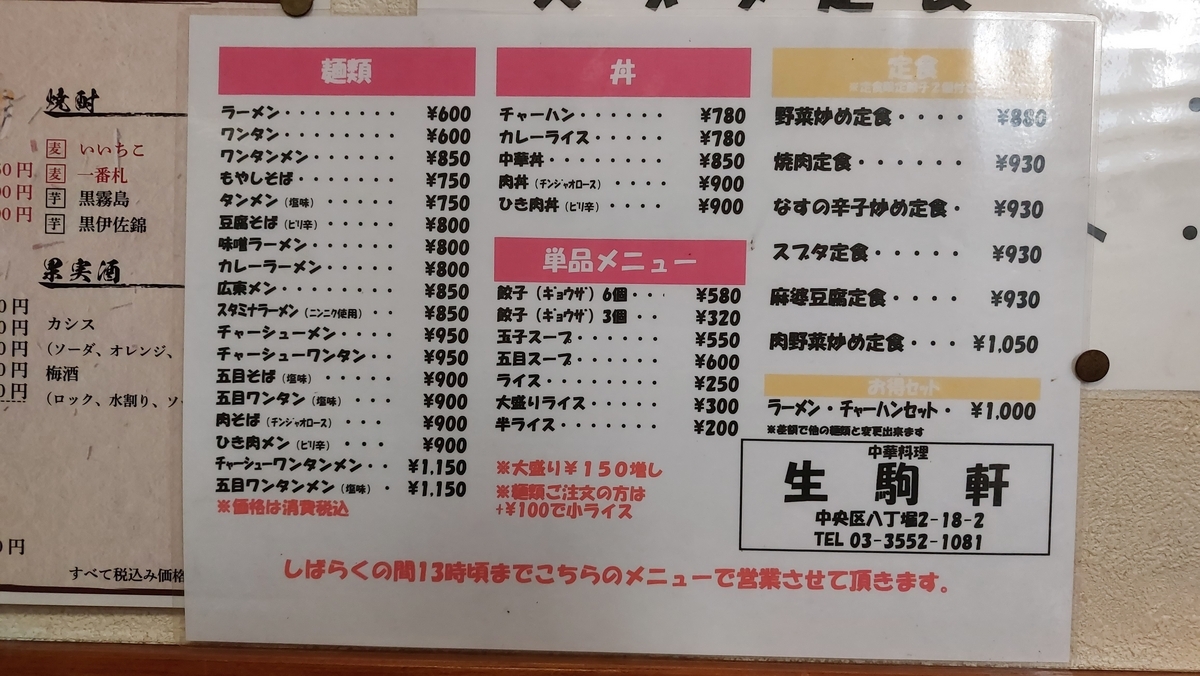 焼酎
麦 いいちこ
麦 一番札
芋 黒霧島
芋 黒伊佐錦
果実酒
カシス
(ソーダ、オレンジ、
梅酒
(ロック、水割り、ソ
円
すべて税込み価格
麺類
ラーメン・・・・・・・・ ¥600
ワンタン・・・・・・・・ ¥600
ワンタンメン・・・・・・ ¥850
もやしそば・・・・・・・ ¥750
タンメン(塩味)・・・・・ ¥750
豆腐そば(ピリ辛)・・・・ ¥800
味噌ラーメン・・・・・・ ¥800
カレーラーメン・・・・・ ¥800
広東メン・・・・・・・・ ¥850
スタミナラーメン(ニンニク使用)・・ ¥850
チャーシューメン・・・・ ¥950
チャーシューワンタン・・ ¥950
五目そば(塩味)・・・・・ ¥900
五目ワンタン(塩味)・・・ ¥900
肉そば(チンジャオロース)・・・ ¥900
ひき肉メン(ピリ辛)・・・ ¥900
チャーシューワンタンメン・・ ¥1,150
五目ワンタンメン(塩味)・ ¥1,150
※価格は消費税込
丼
チャーハン・・・・・・ ¥780
カレーライス・・・・・ ¥780
中華丼・・・・・・・・ ¥850
肉丼(チンジャオロース)・・・・ ¥900
ひき肉丼(ピリ辛)・・・・ ¥900
単品メニュー
餃子(ギョウザ)6個・・・ ¥580
餃子(ギョウザ)3個・・ ¥320
玉子スープ・・・・・・ ¥550
五目スープ・・・・・・ ¥600
ライス・・・・・・・・ ¥250
大盛りライス・・・・・ ¥300
半ライス・・・・・・・ ¥200
※大盛り¥150増し
※麺類ご注文の方は
+¥100で小ライス
定食
野菜炒め定食・・・・ ¥880
焼肉定食・・・・・・ ¥930
なすの辛子炒め定食・ ¥930
スブタ定食・・・・・ ¥930
麻婆豆腐定食・・・・ ¥930
肉野菜炒め定食・・・ ¥1,050
お得セット
ラーメン・チャーハンセット・ ¥1,000
※差額で他の麺類と変更出来ます
中華料理
生駒軒
中央区八丁堀2-18-2
TEL 03-3552-1081
しばらくの間13時頃までこちらのメニューで営業させて頂きます。